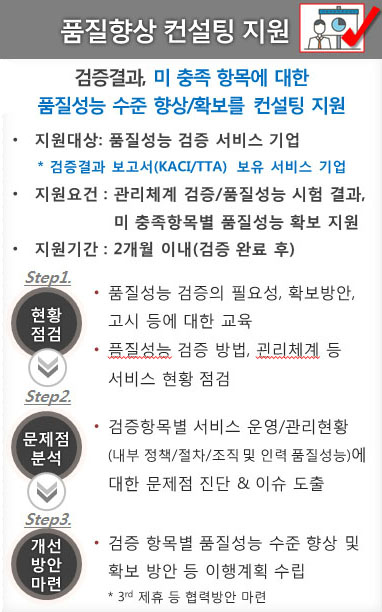 품질향상 컨설팅 지원
검증결과, 미 충족 항목에 대한
품질성능 수준 향상/확보를 컨설팅 지원
• 지원대상: 품질성능 검증 서비스 기업
* 검증결과 보고서(KACI/TTA) 보유 서비스 기업
• 지원요건 : 관리체계 검증/품질성능 시험 결과,
미 충족항목별 품질성능 확보 지원
• 지원기간 : 2개월 이내(검증 완료 후)
Step1.
현황
점검
• 품질성능 검증의 필요성, 확보방안,
고시 등에 대한 교육
• 픔질성능 검증 방법, 괸리체계 등
서비스 현황 점검
Step2.
문제점
분석
• 검증항목별 서비스 운영/관리현황
(내부 정책/절차/조직 및 인력 품질성능)에
대한 문제점 진단 & 이슈 도출
Step3.
개선
방안
마련
• 검증 항목별 품질성능 수준 향상 및
확보 방안 등 이행계획 수립
* 3rd 제휴 등 협력방안 마련